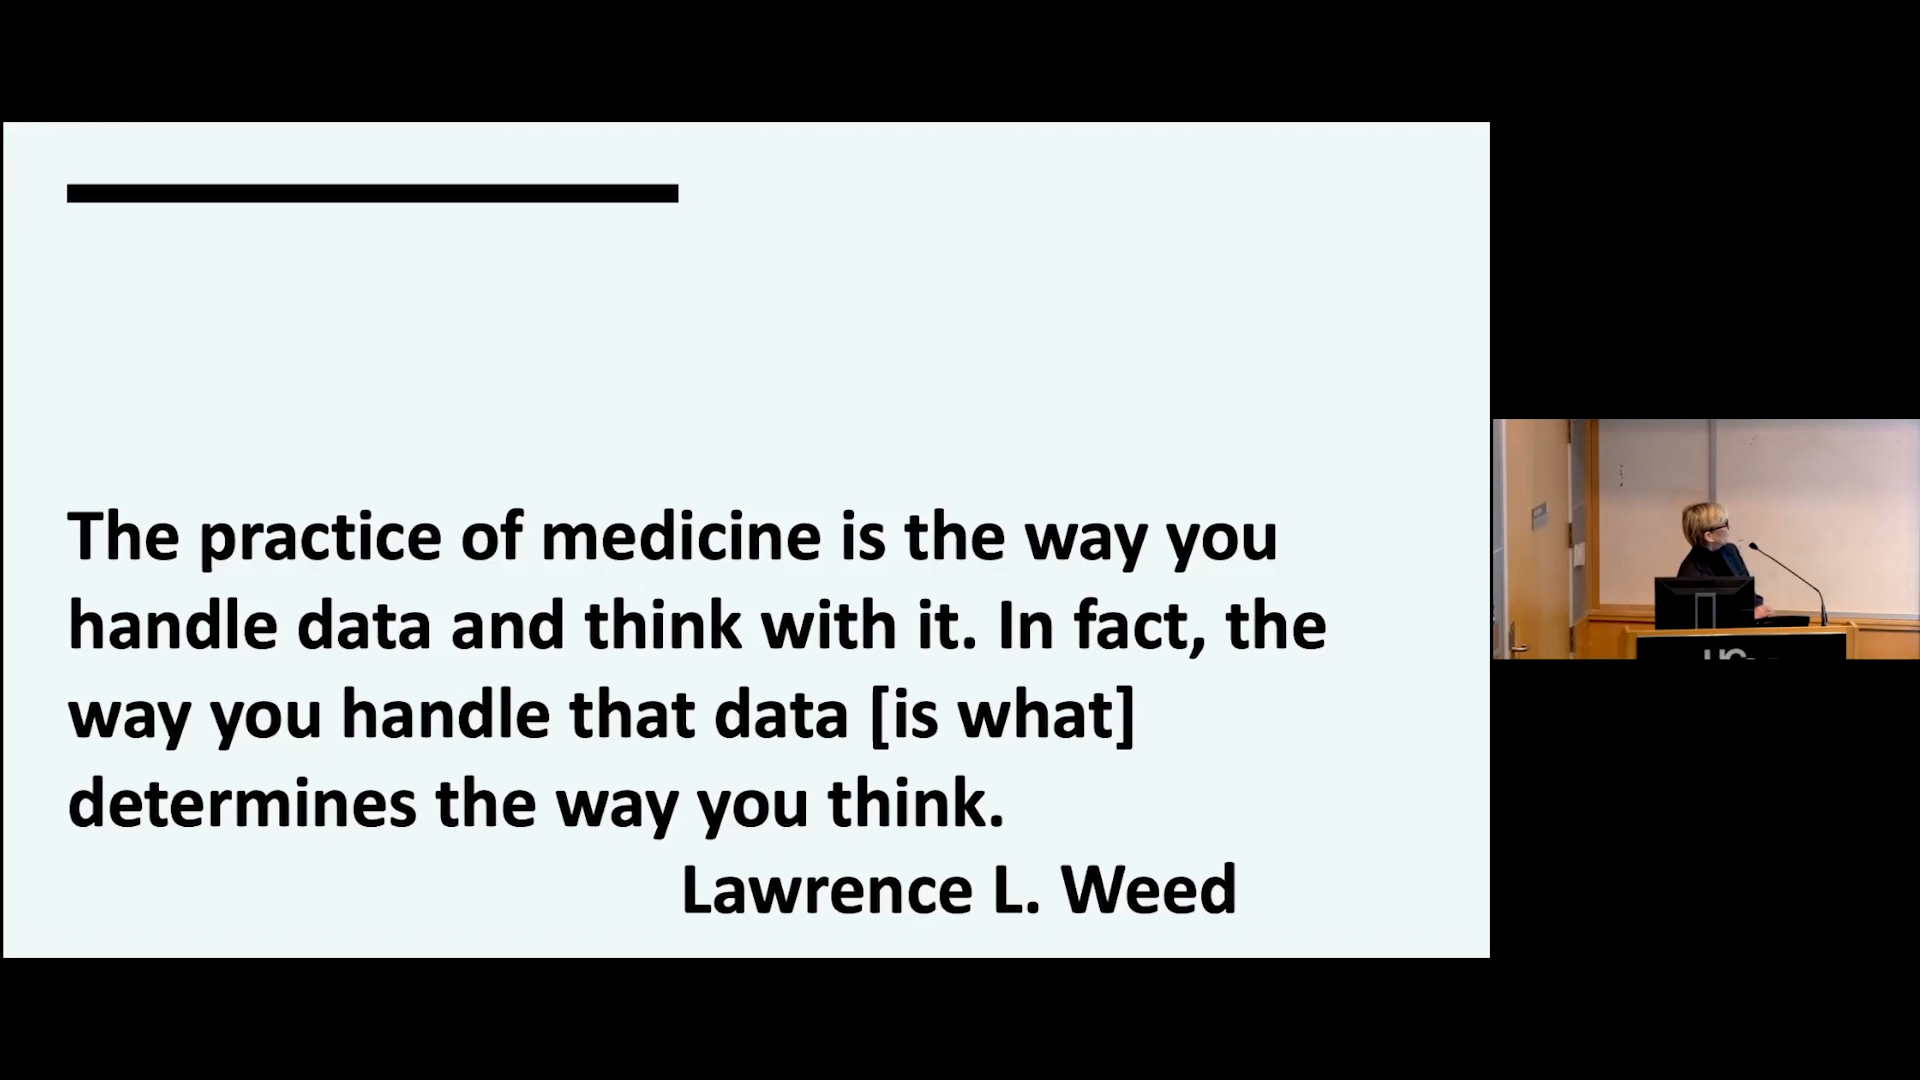 The practice of medicine is the way you
handle data and think with it. In fact, the
way you handle that data [is what]
determines the way you think.
Lawrence L. Weed